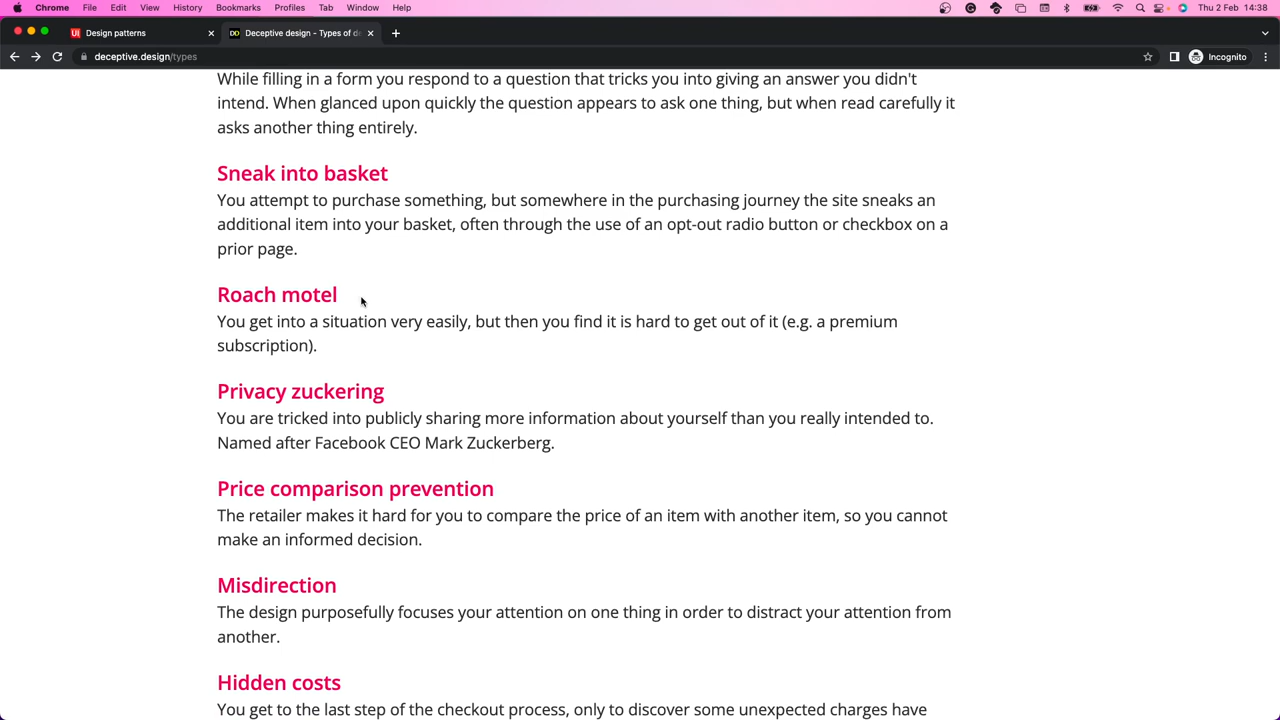 Chrome File Edit View History Bookmarks Profiles Tab Window Help Thu 2 Feb 14:38
Design patterns Deceptive design - Types of de
deceptive.design/types Incognito
While filling in a form you respond to a question that tricks you into giving an answer you didn't
intend. When glanced upon quickly the question appears to ask one thing, but when read carefully it
asks another thing entirely.
Sneak into basket
You attempt to purchase something, but somewhere in the purchasing journey the site sneaks an
additional item into your basket, often through the use of an opt-out radio button or checkbox on a
prior page.
Roach motel
You get into a situation very easily, but then you find it is hard to get out of it (e.g. a premium
subscription).
Privacy zuckering
You are tricked into publicly sharing more information about yourself than you really intended to.
Named after Facebook CEO Mark Zuckerberg.
Price comparison prevention
The retailer makes it hard for you to compare the price of an item with another item, so you cannot
make an informed decision.
Misdirection
The design purposefully focuses your attention on one thing in order to distract your attention from
another.
Hidden costs
You get to the last step of the checkout process, only to discover some unexpected charges have